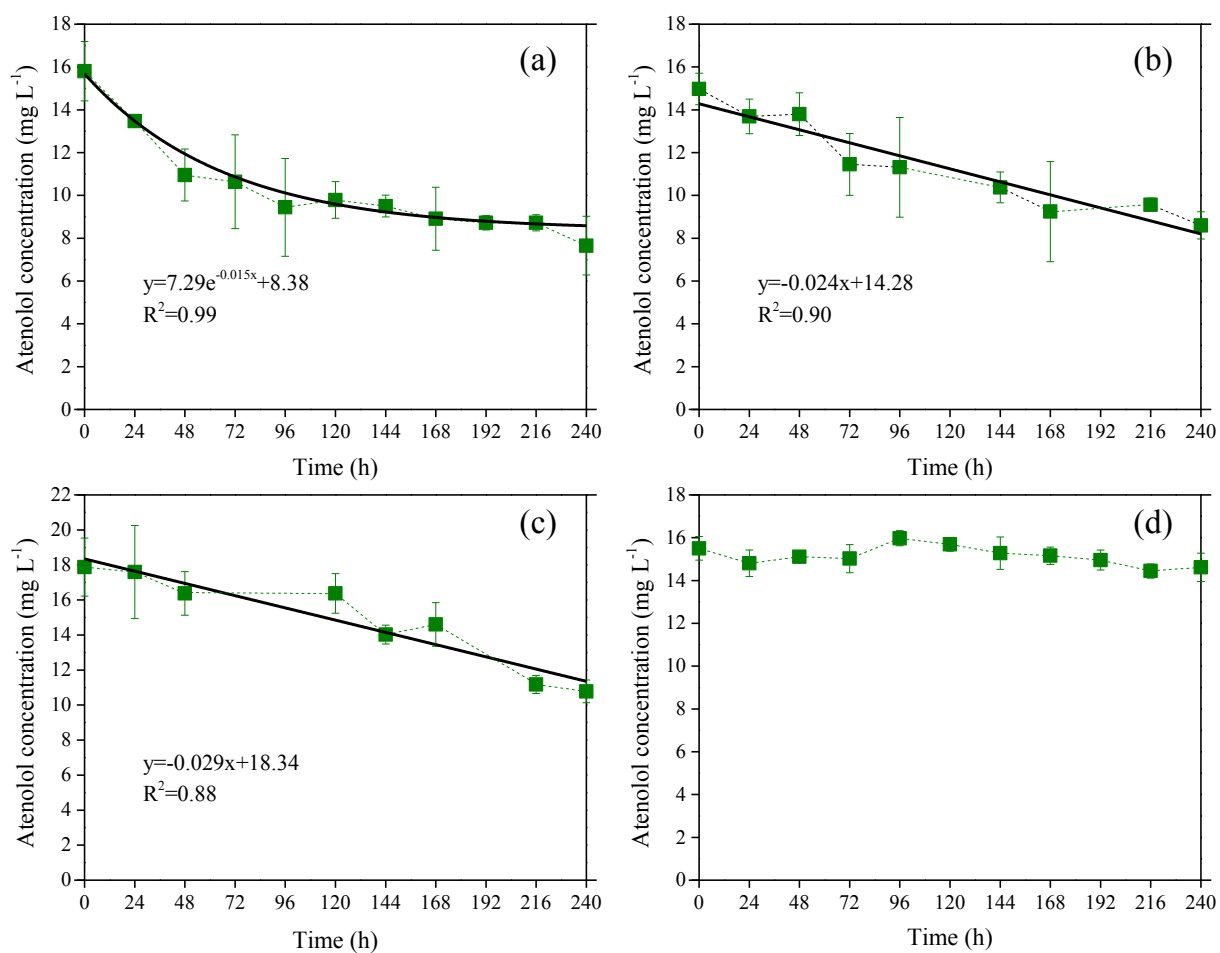 (a)
Atenolol concentration (mg L⁻¹)
18
16
14
12
10
8
6
4
2
0
y=7.29e⁻⁰·⁰¹⁵ˣ+8.38
R²=0.99
0 24 48 72 96 120 144 168 192 216 240
Time (h)
(b)
Atenolol concentration (mg L⁻¹)
18
16
14
12
10
8
6
4
2
0
y=-0.024x+14.28
R²=0.90
0 24 48 72 96 120 144 168 192 216 240
Time (h)
(c)
Atenolol concentration (mg L⁻¹)
22
20
18
16
14
12
10
8
6
4
2
0
y=-0.029x+18.34
R²=0.88
0 24 48 72 96 120 144 168 192 216 240
Time (h)
(d)
Atenolol concentration (mg L⁻¹)
18
16
14
12
10
8
6
4
2
0
0 24 48 72 96 120 144 168 192 216 240
Time (h)